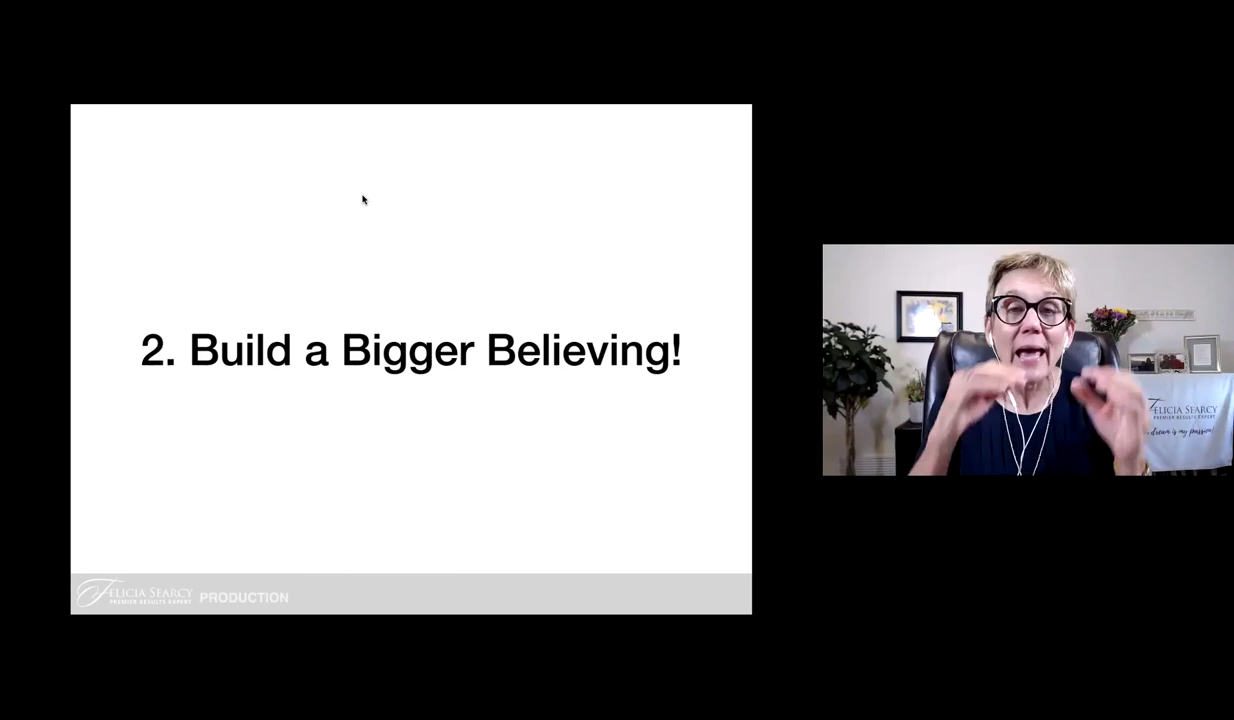 2. Build a Bigger Believing!
FELICIA SEARCY
PREMIER RESULTS EXPERT
PRODUCTION
FELICIA SEARCY
PREMIER RESULTS EXPERT
dream is my passion!